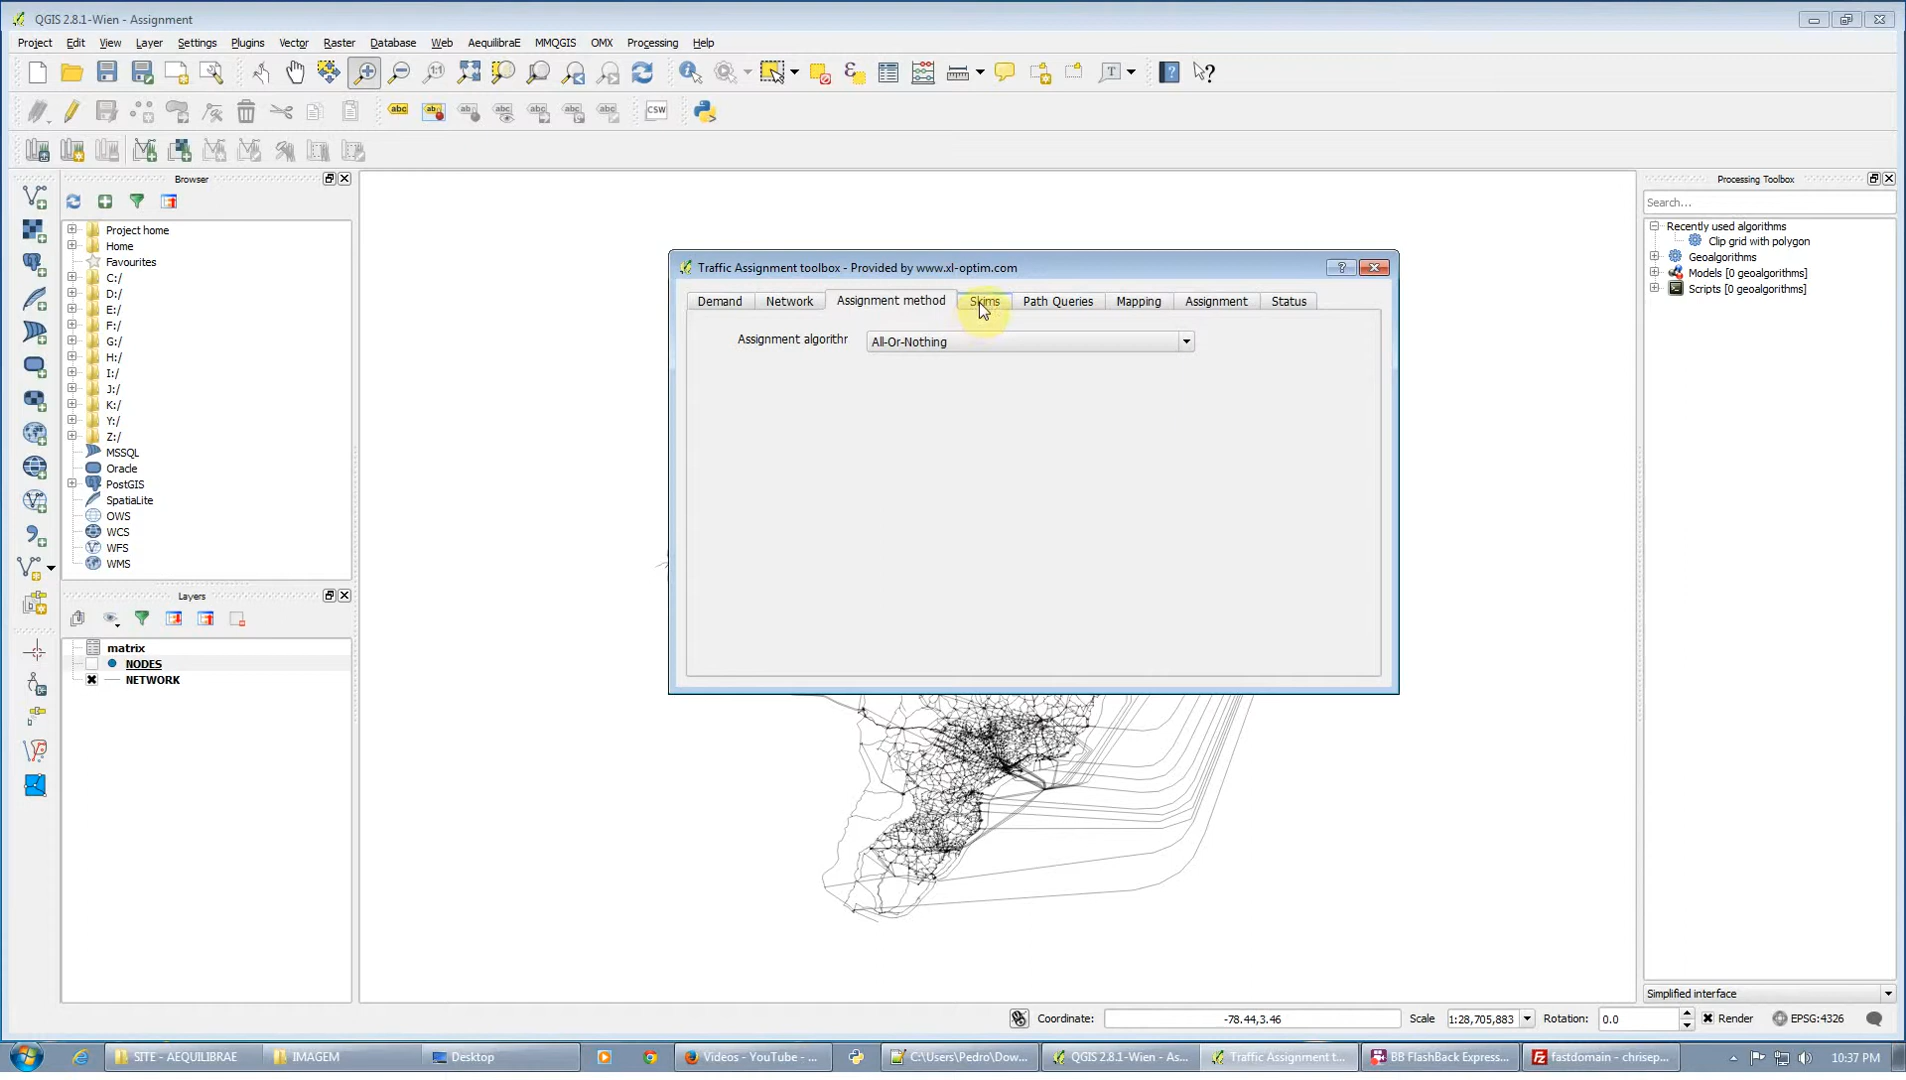 QGIS 2.8.1-Wien - Assignment
Project Edit View Layer Settings Plugins Vector Raster Database Web AequilibraE MMQGIS OMX Processing Help
CSW
Browser
Project home
Home
Favourites
C:/
D:/
E:/
F:/
G:/
H:/
I:/
J:/
K:/
Y:/
Z:/
MSSQL
Oracle
PostGIS
SpatiaLite
OWS
WCS
WFS
WMS
Layers
matrix
NODES
NETWORK
Traffic Assignment toolbox - Provided by www.xl-optim.com
Demand Network Assignment method Skims Path Queries Mapping Assignment Status
Assignment algorithr All-Or-Nothing
Processing Toolbox
Search...
Recently used algorithms
Clip grid with polygon
Geoalgorithms
Models [0 geoalgorithms]
Scripts [0 geoalgorithms]
Simplified interface
Coordinate: -78.44,3.46 Scale 1:28,705,883 Rotation: 0.0 Render EPSG:4326
SITE - AEQUILIBRAE IMAGEM Desktop Videos - YouTube - ... C:\Users\Pedro\Dow... QGIS 2.8.1-Wien - As... Traffic Assignment t... BB FlashBack Express... fastdomain - chrisep... 10:37 PM